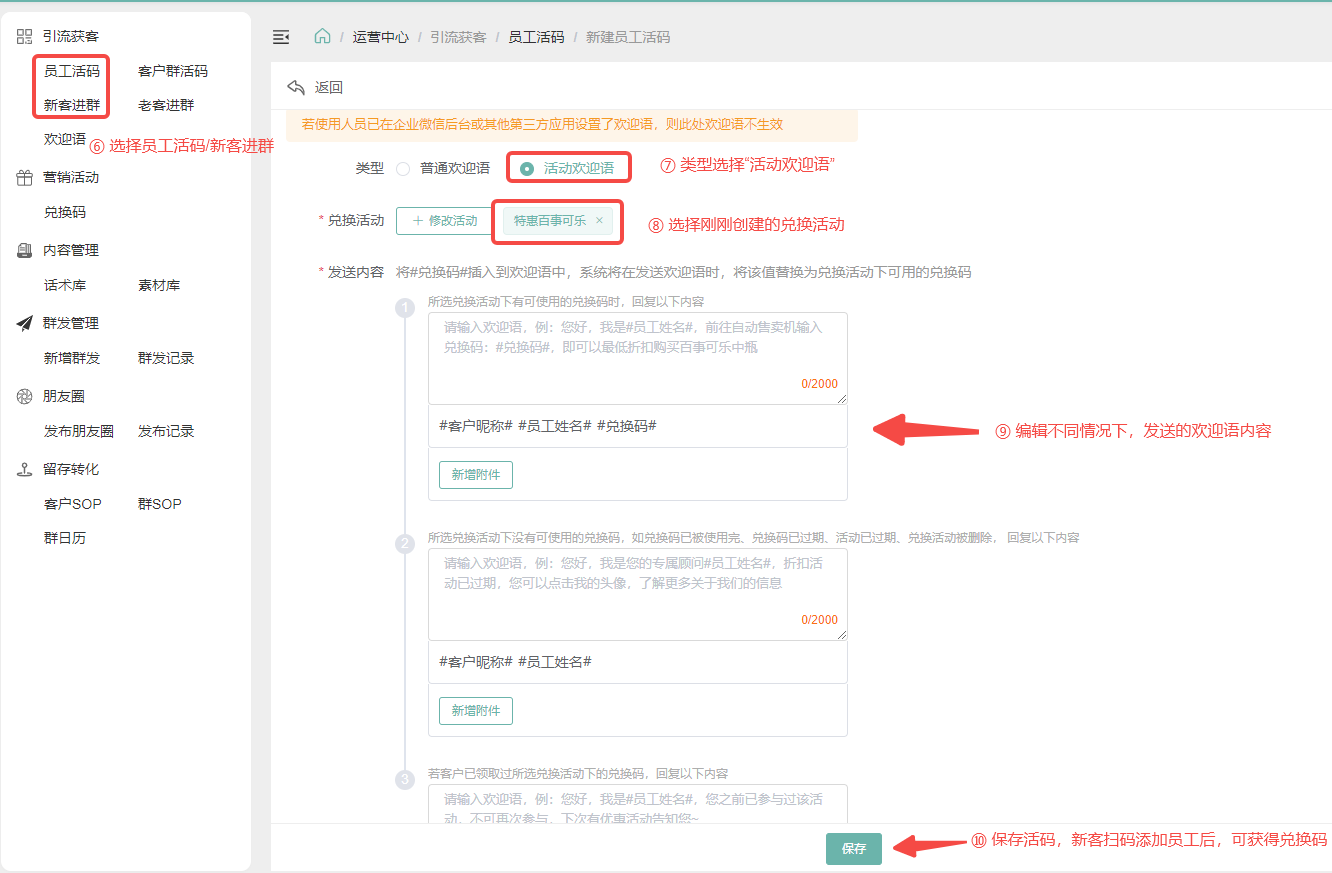 引流获客
员工活码
客户群活码
新客进群
老客进群
欢迎语
⑥ 选择员工活码/新客进群
营销活动
兑换码
内容管理
话术库
素材库
群发管理
新增群发
群发记录
朋友圈
发布朋友圈
发布记录
留存转化
客户SOP
群SOP
群日历
/ 运营中心 / 引流获客 / 员工活码 / 新建员工活码
返回
若使用人员已在企业微信后台或其他第三方应用设置了欢迎语，则此处欢迎语不生效
类型
普通欢迎语
活动欢迎语
⑦ 类型选择“活动欢迎语”
* 兑换活动
+ 修改活动
特惠百事可乐 ×
⑧ 选择刚刚创建的兑换活动
* 发送内容
将#兑换码#插入到欢迎语中，系统将在发送欢迎语时，将该值替换为兑换活动下可用的兑换码
1
所选兑换活动下有可使用的兑换码时，回复以下内容
请输入欢迎语，例：您好，我是#员工姓名#，前往自动售卖机输入
兑换码：#兑换码#，即可以最低折扣购买百事可乐中瓶
0/2000
#客户昵称# #员工姓名# #兑换码#
新增附件
⑨ 编辑不同情况下，发送的欢迎语内容
2
所选兑换活动下没有可使用的兑换码，如兑换码已被使用完、兑换码已过期、活动已过期、兑换活动被删除， 回复以下内容
请输入欢迎语，例：您好，我是您的专属顾问#员工姓名#，折扣活
动已过期，您可以点击我的头像，了解更多关于我们的信息
0/2000
#客户昵称# #员工姓名#
新增附件
3
若客户已领取过所选兑换活动下的兑换码，回复以下内容
请输入欢迎语，例：您好，我是#员工姓名#，您之前已参与过该活
动，不可再次参与，下次有优惠活动告知您~
保存
⑩ 保存活码，新客扫码添加员工后，可获得兑换码